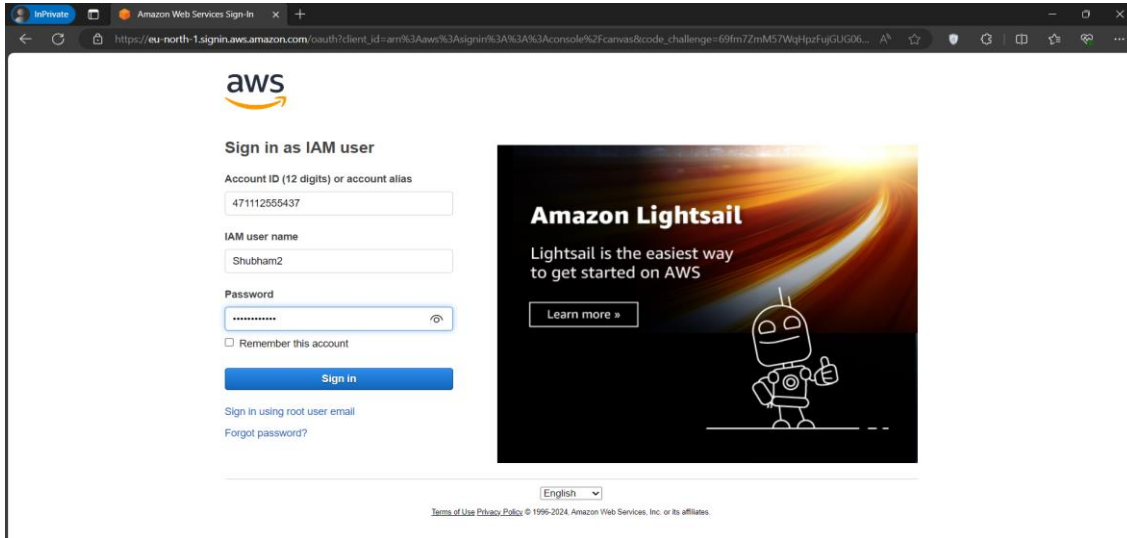 InPrivate
Amazon Web Services Sign-In
https://eu-north-1.signin.aws.amazon.com/oauth?client_id=arn%3Aaws%3Asignin%3A%3A%3Aconsole%2Fcanvas&code_challenge=69fm7ZmM57WqHpzFujGUG06...
aws
Sign in as IAM user
Account ID (12 digits) or account alias
471112555437
IAM user name
Shubham2
Password
••••••••••••
Remember this account
Sign in
Sign in using root user email
Forgot password?
Amazon Lightsail
Lightsail is the easiest way
to get started on AWS
Learn more »
English
Terms of Use Privacy Policy © 1996-2024, Amazon Web Services, Inc. or its affiliates.